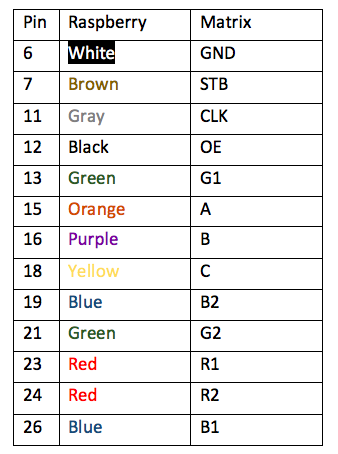 Pin Raspberry Matrix
6 White GND
7 Brown STB
11 Gray CLK
12 Black OE
13 Green G1
15 Orange A
16 Purple B
18 Yellow C
19 Blue B2
21 Green G2
23 Red R1
24 Red R2
26 Blue B1